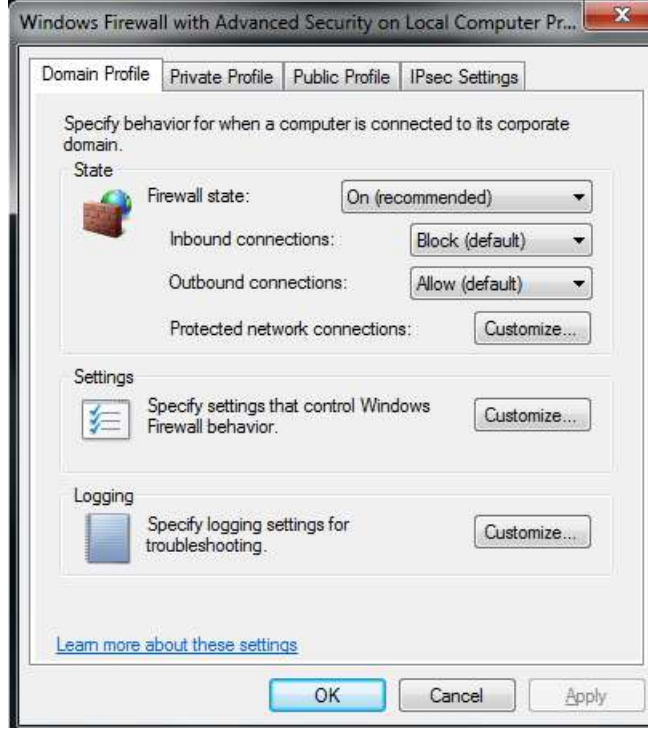 Windows Firewall with Advanced Security on Local Computer Pr...
Domain Profile Private Profile Public Profile IPsec Settings
Specify behavior for when a computer is connected to its corporate
domain.
State
Firewall state: On (recommended)
Inbound connections: Block (default)
Outbound connections: Allow (default)
Protected network connections: Customize...
Settings
Specify settings that control Windows
Firewall behavior.
Customize...
Logging
Specify logging settings for
troubleshooting.
Customize...
Learn more about these settings
OK Cancel Apply